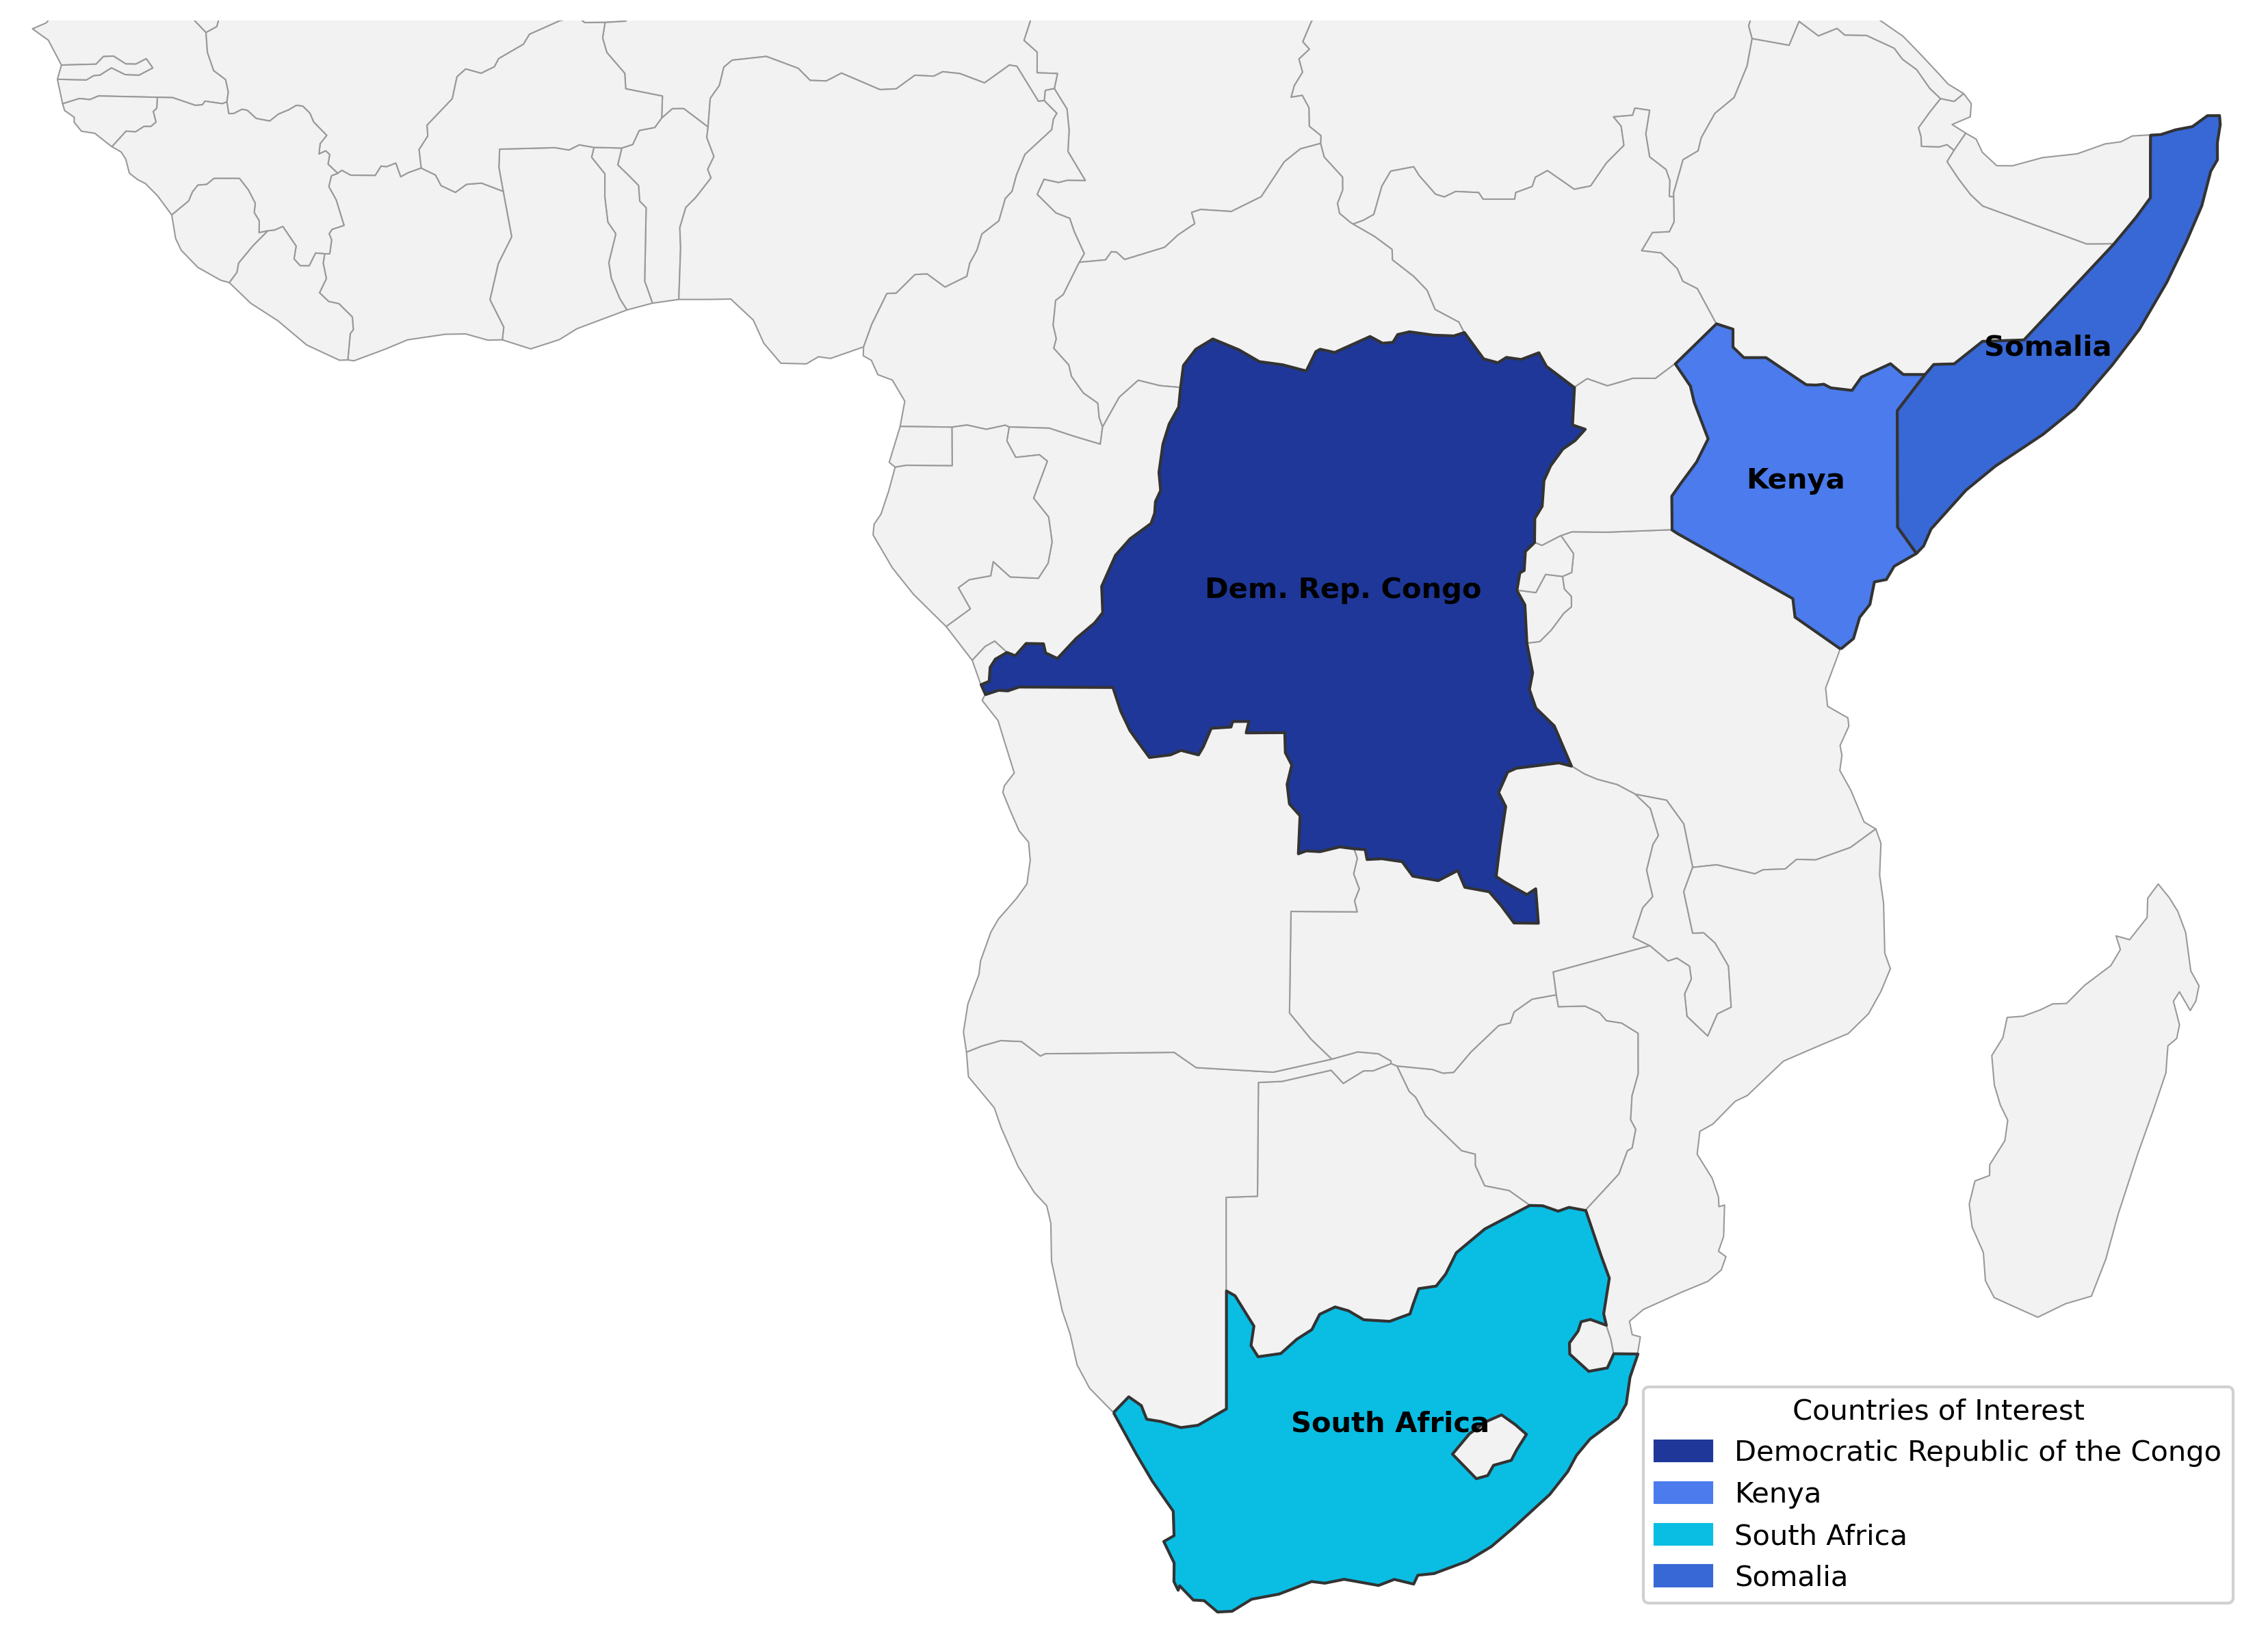 Somalia
Kenya
Dem. Rep. Congo
South Africa
Countries of Interest
Democratic Republic of the Congo
Kenya
South Africa
Somalia